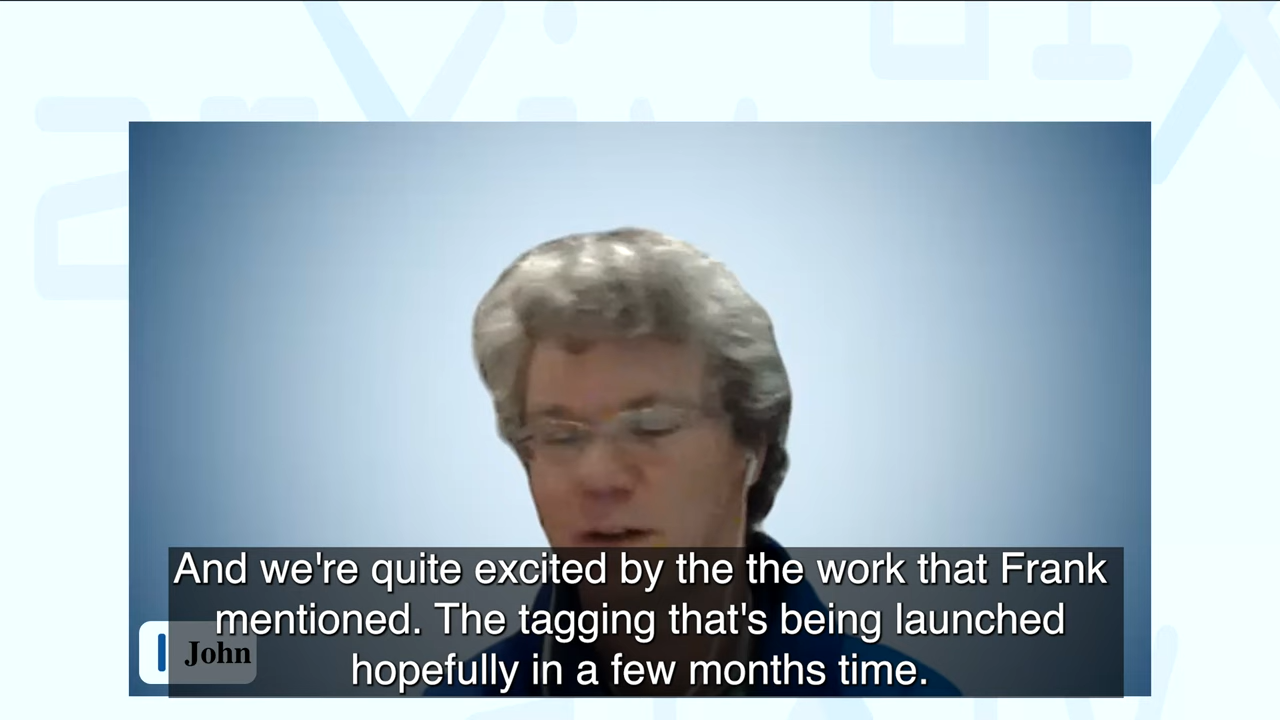 And we're quite excited by the the work that Frank
mentioned. The tagging that's being launched
hopefully in a few months time.
John